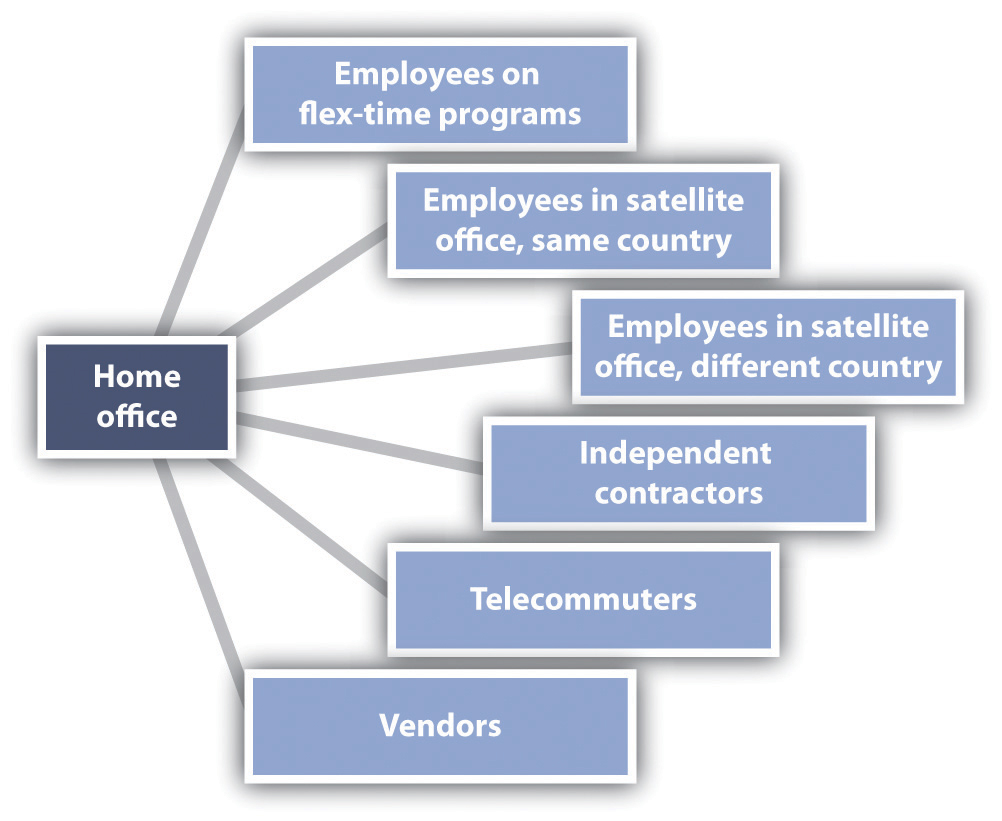 Employees on
flex-time programs
Employees in satellite
office, same country
Employees in satellite
office, different country
Home
office
Independent
contractors
Telecommuters
Vendors